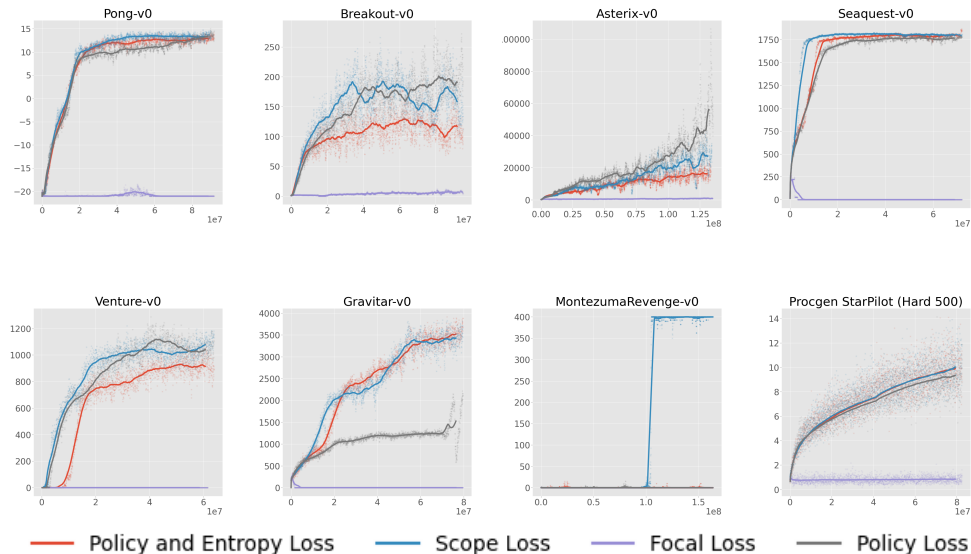 Pong-v0 Breakout-v0 Asterix-v0 Seaquest-v0
15 10 5 0 −5 −10 −15 −20
0 2 4 6 8 1e7
250 200 150 100 50 0
0 2 4 6 8 1e7
00000 80000 60000 40000 20000 0
0.00 0.25 0.50 0.75 1.00 1.25 1e8
1750 1500 1250 1000 750 500 250 0
0 2 4 6 1e7
Venture-v0 Gravitar-v0 MontezumaRevenge-v0 Procgen StarPilot (Hard 500)
1200 1000 800 600 400 200 0
0 2 4 6 1e7
4000 3500 3000 2500 2000 1500 1000 500 0
0 2 4 6 8 1e7
400 350 300 250 200 150 100 50 0
0.0 0.5 1.0 1.5 1e8
14 12 10 8 6 4 2 0
0 2 4 6 8 1e7
Policy and Entropy Loss Scope Loss Focal Loss Policy Loss